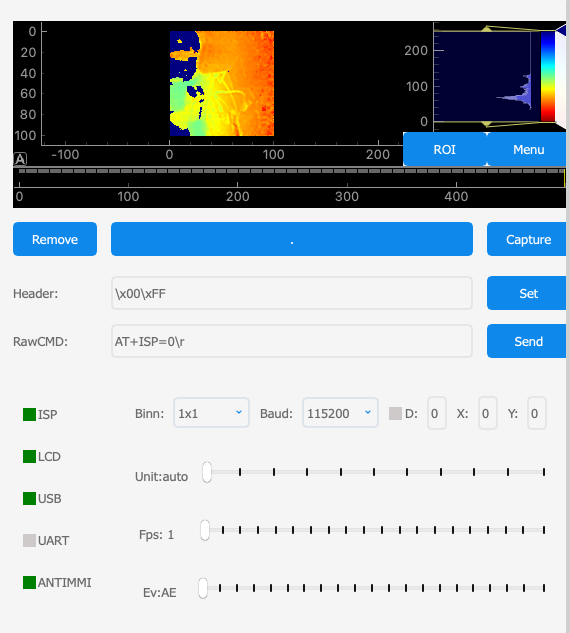 0
20
40
60
80
100
-100 0 100 200
200
100
0
ROI Menu
A
0 100 200 300 400
Remove . Capture
Header: \x00\xFF Set
RawCMD: AT+ISP=0\r Send
ISP Binn: 1x1 Baud: 115200 D: 0 X: 0 Y: 0
LCD
Unit:auto
USB
Fps: 1
UART
ANTIMMI
Ev:AE